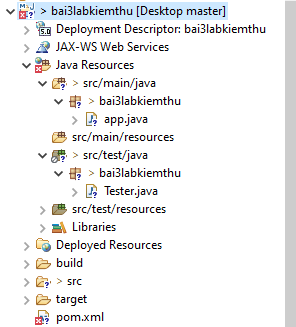 > bai3labkiemthu [Desktop master]
Deployment Descriptor: bai3labkiemthu
JAX-WS Web Services
Java Resources
> src/main/java
> bai3labkiemthu
> app.java
src/main/resources
> src/test/java
> bai3labkiemthu
> Tester.java
src/test/resources
Libraries
Deployed Resources
build
> src
target
pom.xml